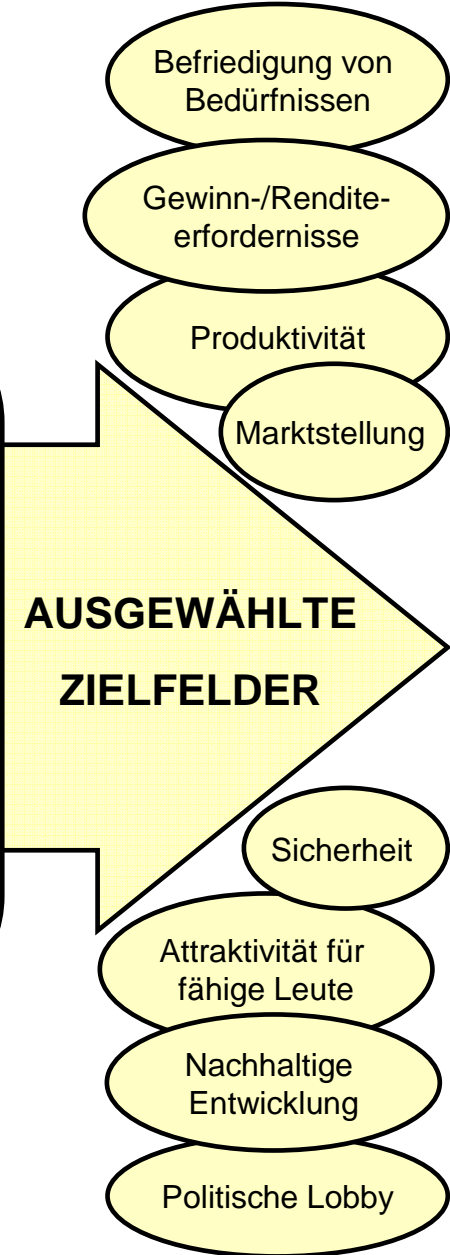 Befriedigung von
Bedürfnissen
Gewinn-/Rendite-
erfordernisse
Produktivität
Marktstellung
AUSGEWÄHLTE
ZIELFELDER
Sicherheit
Attraktivität für
fähige Leute
Nachhaltige
Entwicklung
Politische Lobby